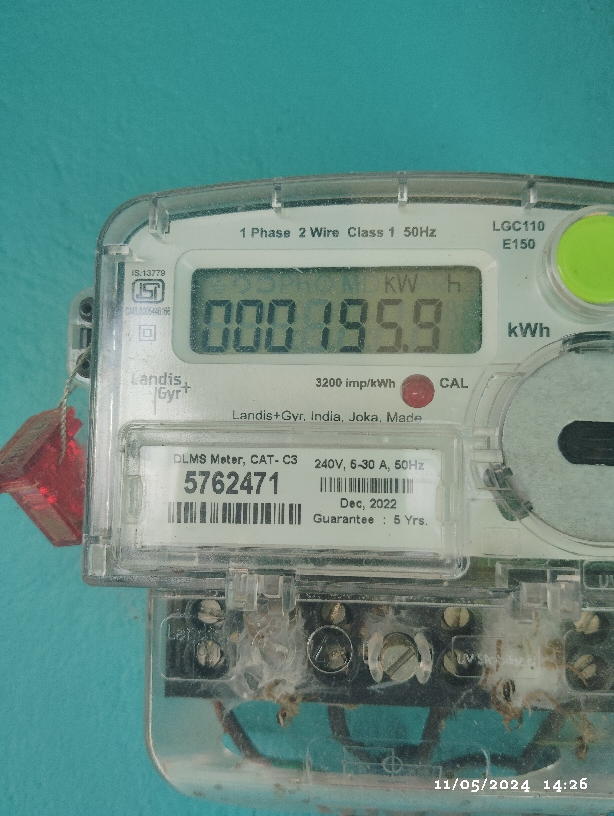 1 Phase 2 Wire Class 1 50Hz
LGC110
E150
IS:13779
KW h
000195.9
kWh
Landis+
Gyr
3200 imp/kWh
CAL
Landis+Gyr, India, Joka, Made
DLMS Meter, CAT- C3
5762471
240V, 5-30 A, 50Hz
Dec, 2022
Guarantee : 5 Yrs.
11/05/2024 14:26